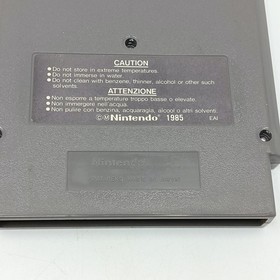 CAUTION
●Do not store in extreme temperatures.
●Do not immerse in water.
●Do not clean with benzene, thinner, alcohol or other such
solvents.
ATTENZIONE
●Non esporre a temperature troppo basse o elevate.
●Non immergere nell'acqua.
●Non pulire con benzina, acquaragia, alcool o altri solventi.
©ⓂNintendo 1985 EAI
Nintendo